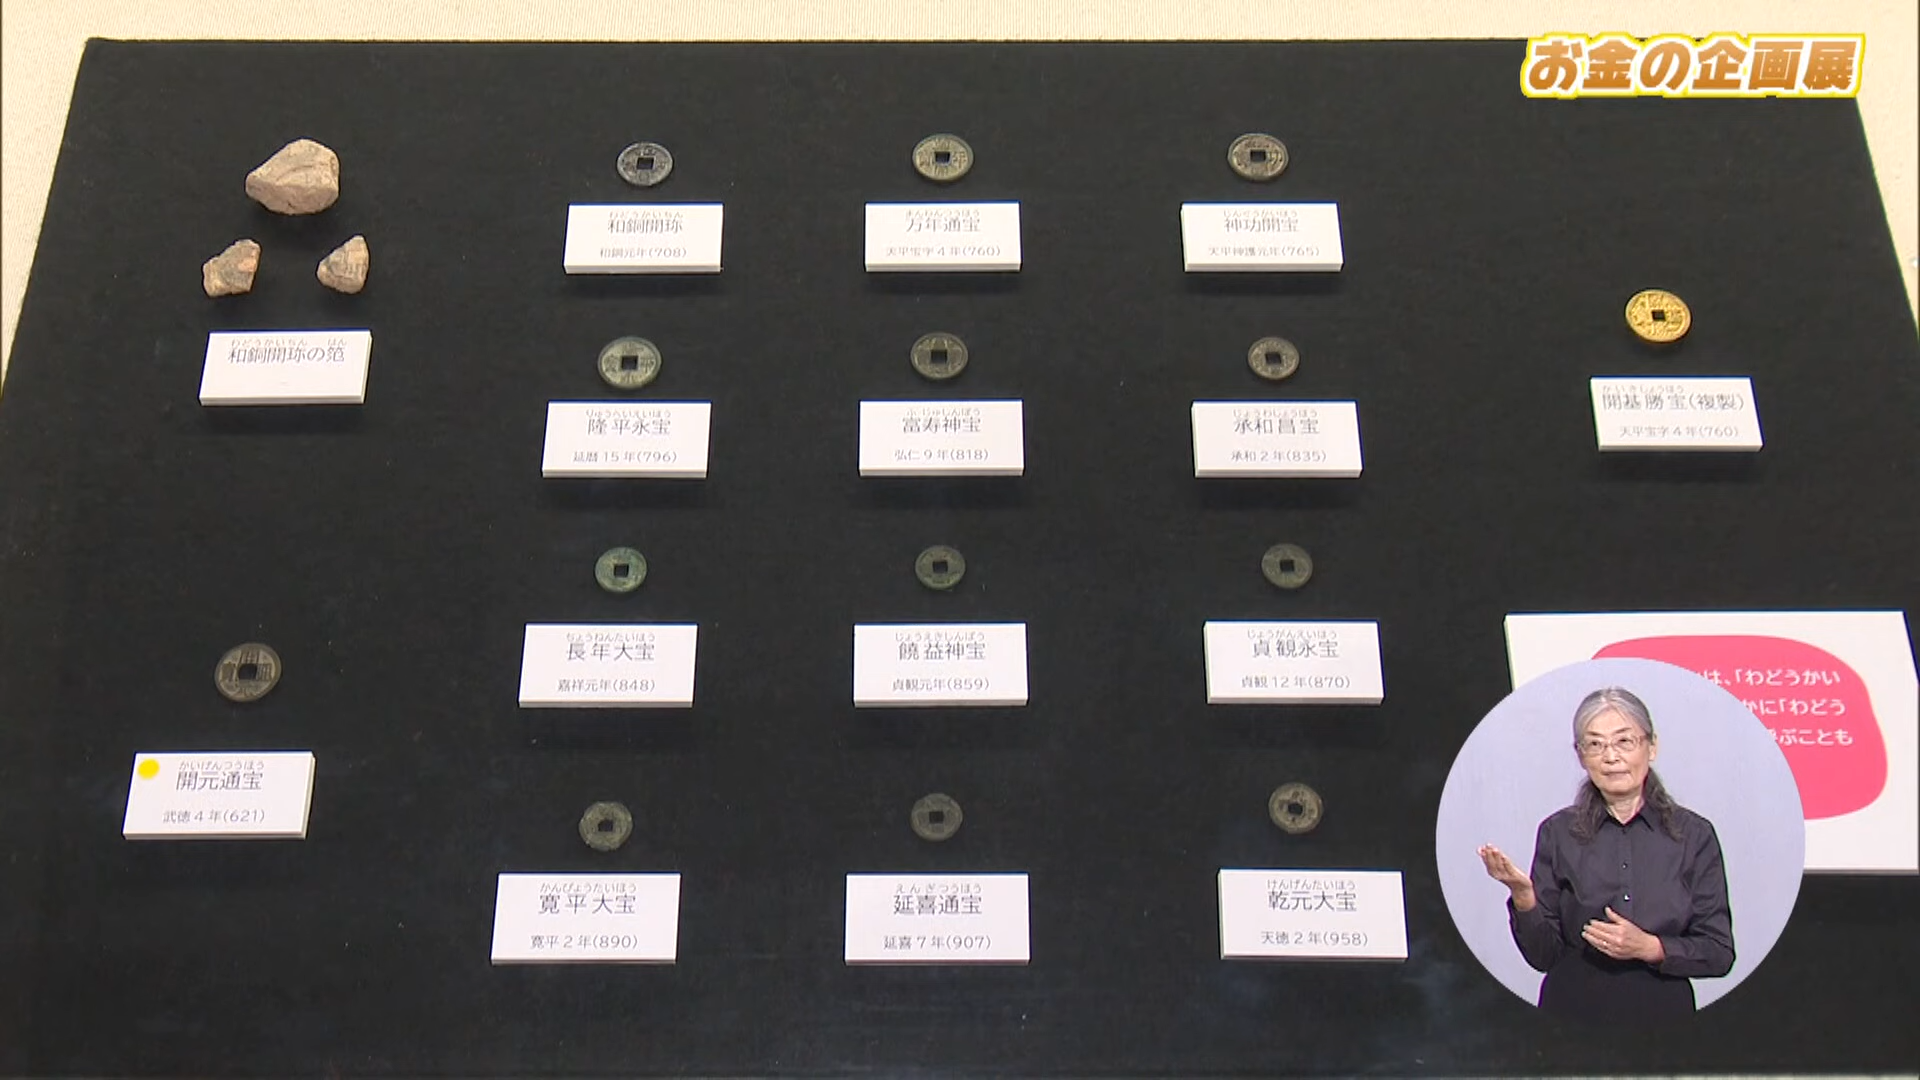 お金の企画展
わどうかいちん
和銅開珎
和銅元年(708)
まんねんつうほう
万年通宝
天平宝字4年(760)
じんぐうかいほう
神功開宝
天平神護元年(765)
わどうかいちん はん
和銅開珎の笵
りゅうへいえいほう
隆平永宝
延暦15年(796)
ふじゅしんぽう
富寿神宝
弘仁9年(818)
じょうわしょうほう
承和昌宝
承和2年(835)
かいきしょうほう
開基勝宝(複製)
天平宝字4年(760)
ちょうねんたいほう
長年大宝
嘉祥元年(848)
じょうえきしんぽう
饒益神宝
貞観元年(859)
じょうがんえいほう
貞観永宝
貞観12年(870)
かいげんつうほう
開元通宝
武徳4年(621)
かんぴょうたいほう
寛平大宝
寛平2年(890)
えんぎつうほう
延喜通宝
延喜7年(907)
けんげんたいほう
乾元大宝
天徳2年(958)
は、「わどうかい
かに「わどう
呼ぶことも